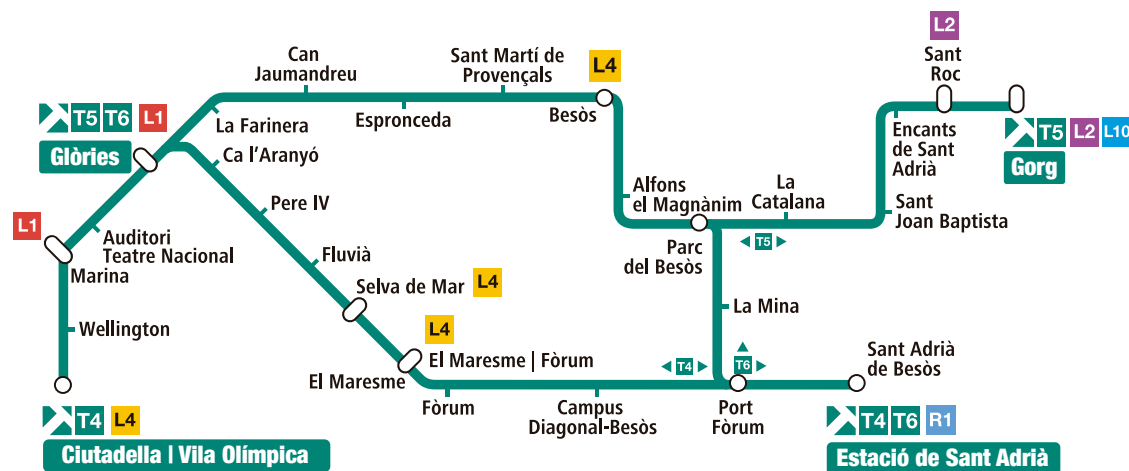 L2
Can
Jaumandreu
Sant Martí de
Provençals
L4
Sant
Roc
T5 T6 L1
La Farinera
Espronceda
Besòs
Glòries
Ca l'Aranyó
Encants
de Sant
Adrià
T5 L2 L10
Gorg
Pere IV
Alfons
el Magnànim
La
Catalana
Sant
Joan Baptista
L1
Auditori
Teatre Nacional
Marina
Fluvià
Parc
del Besòs
T5
Selva de Mar L4
Wellington
La Mina
L4
El Maresme | Fòrum
El Maresme
T4
T6
Sant Adrià
de Besòs
Fòrum
Campus
Diagonal-Besòs
Port
Fòrum
T4 L4
Ciutadella | Vila Olímpica
T4 T6 R1
Estació de Sant Adrià